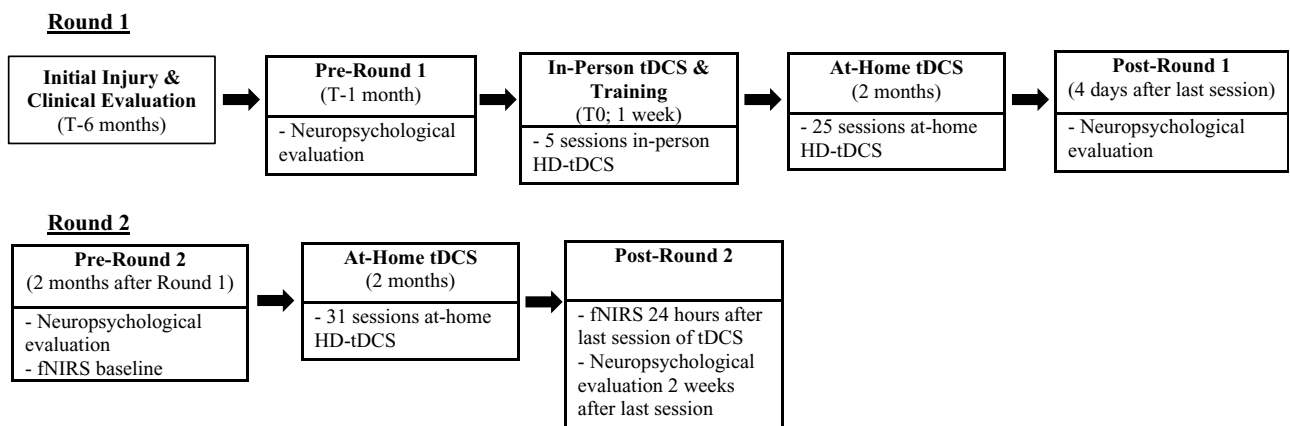 Round 1
Initial Injury &
Clinical Evaluation
(T-6 months)
Pre-Round 1
(T-1 month)
- Neuropsychological
evaluation
In-Person tDCS &
Training
(T0; 1 week)
- 5 sessions in-person
HD-tDCS
At-Home tDCS
(2 months)
- 25 sessions at-home
HD-tDCS
Post-Round 1
(4 days after last session)
- Neuropsychological
evaluation
Round 2
Pre-Round 2
(2 months after Round 1)
- Neuropsychological
evaluation
- fNIRS baseline
At-Home tDCS
(2 months)
- 31 sessions at-home
HD-tDCS
Post-Round 2
- fNIRS 24 hours after
last session of tDCS
- Neuropsychological
evaluation 2 weeks
after last session